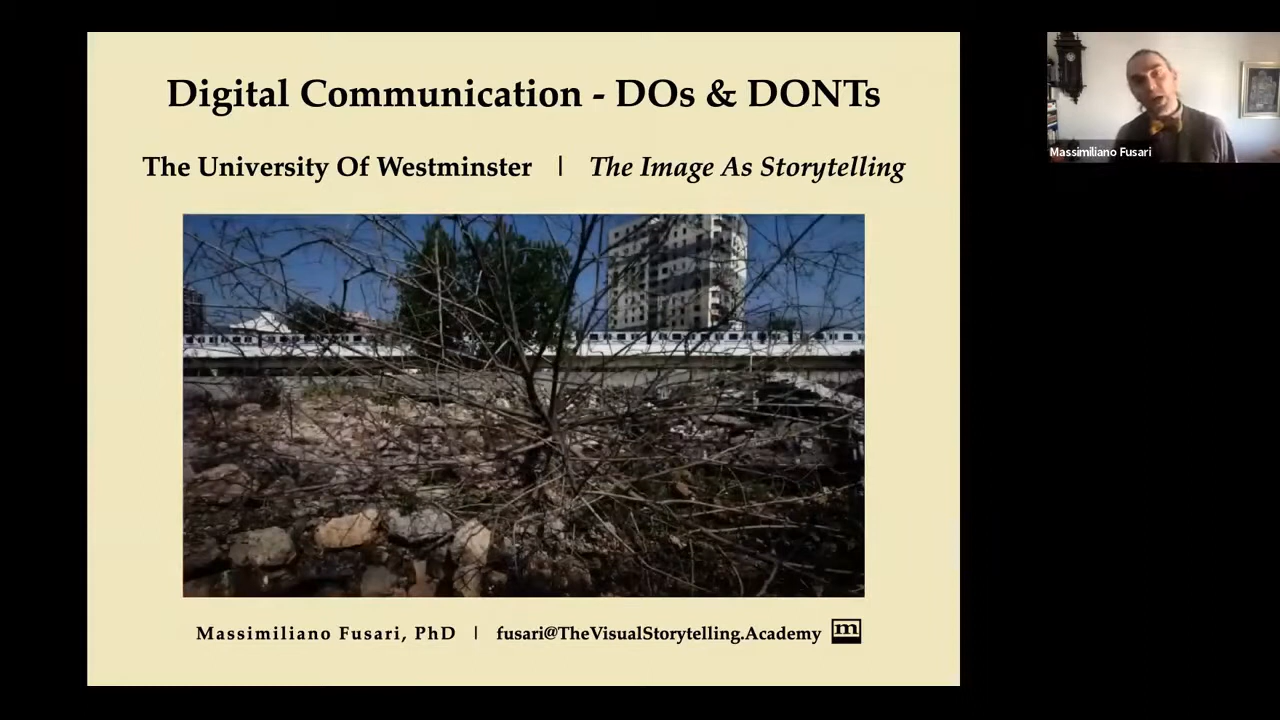 Digital Communication - DOs & DONTs
The University Of Westminster | The Image As Storytelling
Massimiliano Fusari, PhD | fusari@TheVisualStorytelling.Academy m
Massimiliano Fusari